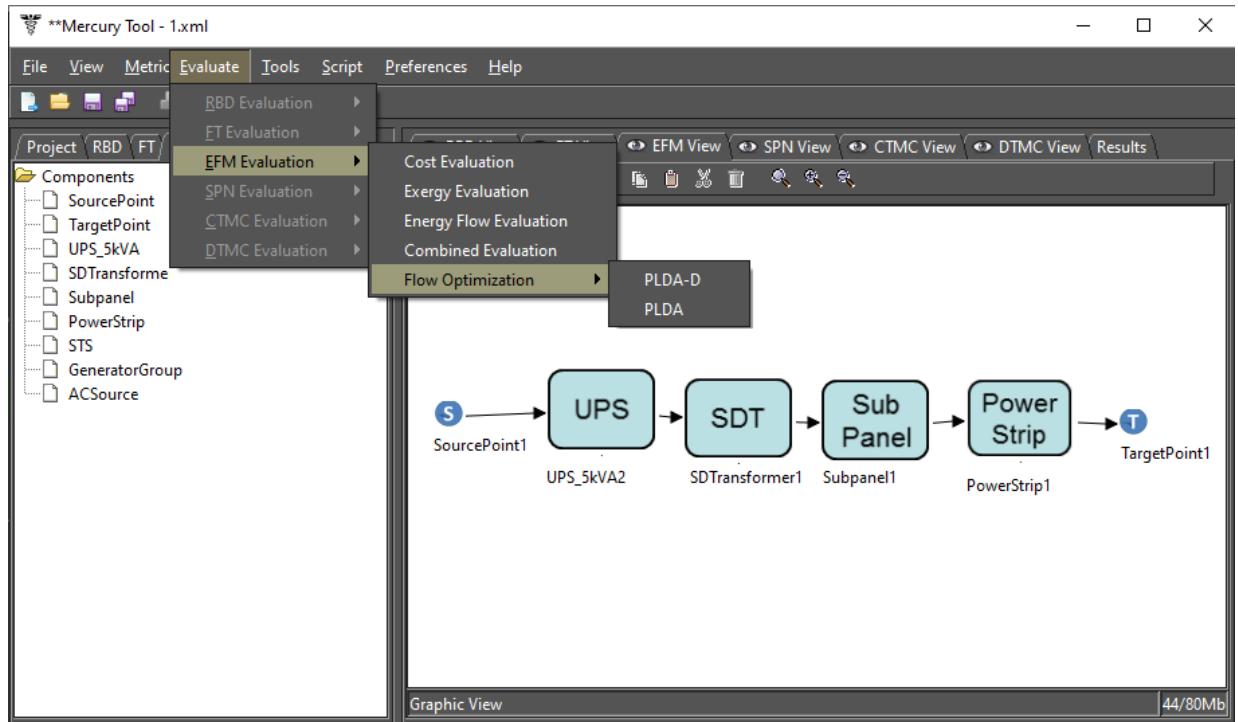 **Mercury Tool - 1.xml
File View Metric Evaluate Tools Script Preferences Help
RBD Evaluation
FT Evaluation
EFM Evaluation
SPN Evaluation
CTMC Evaluation
DTMC Evaluation
Cost Evaluation
Exergy Evaluation
Energy Flow Evaluation
Combined Evaluation
Flow Optimization
PLDA-D
PLDA
Project RBD FT
EFM View SPN View CTMC View DTMC View Results
Components
SourcePoint
TargetPoint
UPS_5kVA
SDTransforme
Subpanel
PowerStrip
STS
GeneratorGroup
ACSource
S
SourcePoint1
UPS
UPS_5kVA2
SDT
SDTransformer1
Sub
Panel
Subpanel1
Power
Strip
PowerStrip1
T
TargetPoint1
Graphic View 44/80Mb